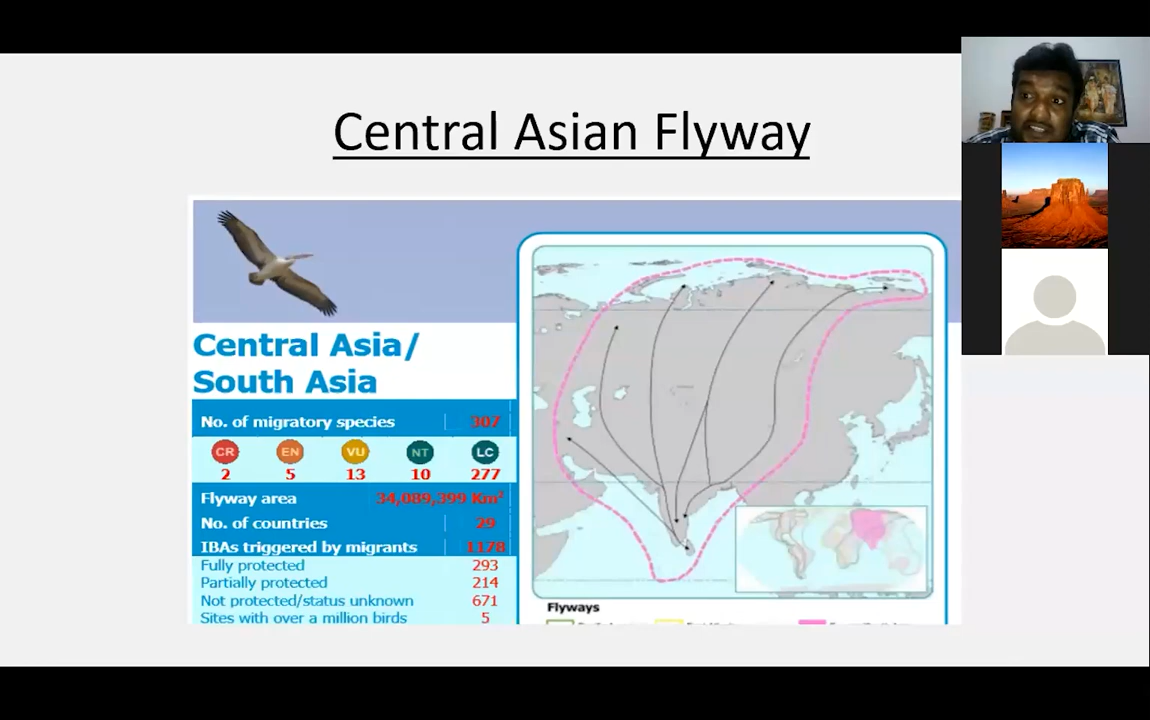 Central Asian Flyway
Central Asia/
South Asia
No. of migratory species 307
CR EN VU NT LC
2 5 13 10 277
Flyway area 34,089,399 Km²
No. of countries 29
IBAs triggered by migrants 1178
Fully protected 293
Partially protected 214
Not protected/status unknown 671
Sites with over a million birds 5
Flyways